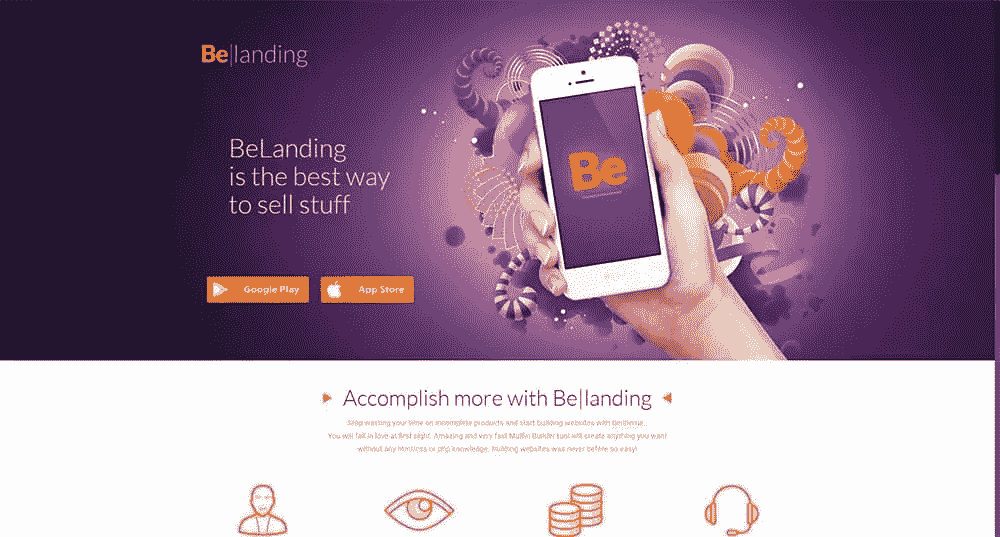 Be|landing
BeLanding
is the best way
to sell stuff
Be
Google Play
App Store
Accomplish more with Be|landing
Stop wasting your time on incomplete products and start building websites with BeTheme.
You will fall in love at first sight. Amazing and very fast Muffin Builder tool will create anything you want
without any html/css or php knowledge. Building websites was never before so easy!